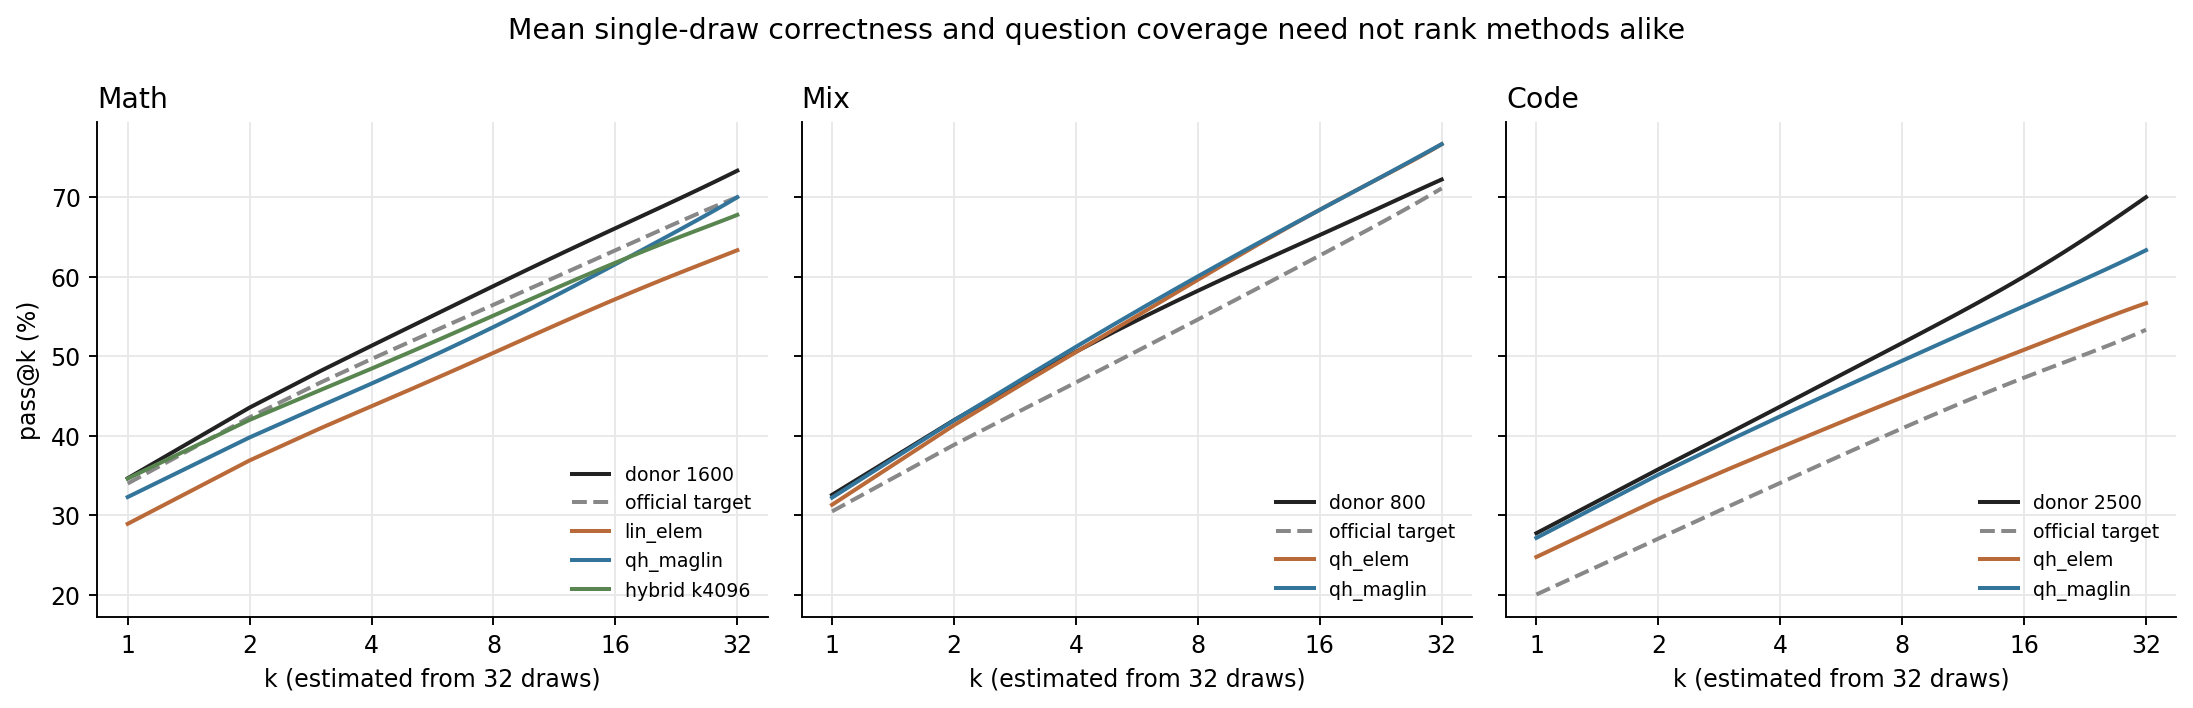 Mean single-draw correctness and question coverage need not rank methods alike
Math
pass@k (%)
70
60
50
40
30
20
donor 1600
official target
lin_elem
qh_maglin
hybrid k4096
1 2 4 8 16 32
k (estimated from 32 draws)
Mix
donor 800
official target
qh_elem
qh_maglin
1 2 4 8 16 32
k (estimated from 32 draws)
Code
donor 2500
official target
qh_elem
qh_maglin
1 2 4 8 16 32
k (estimated from 32 draws)